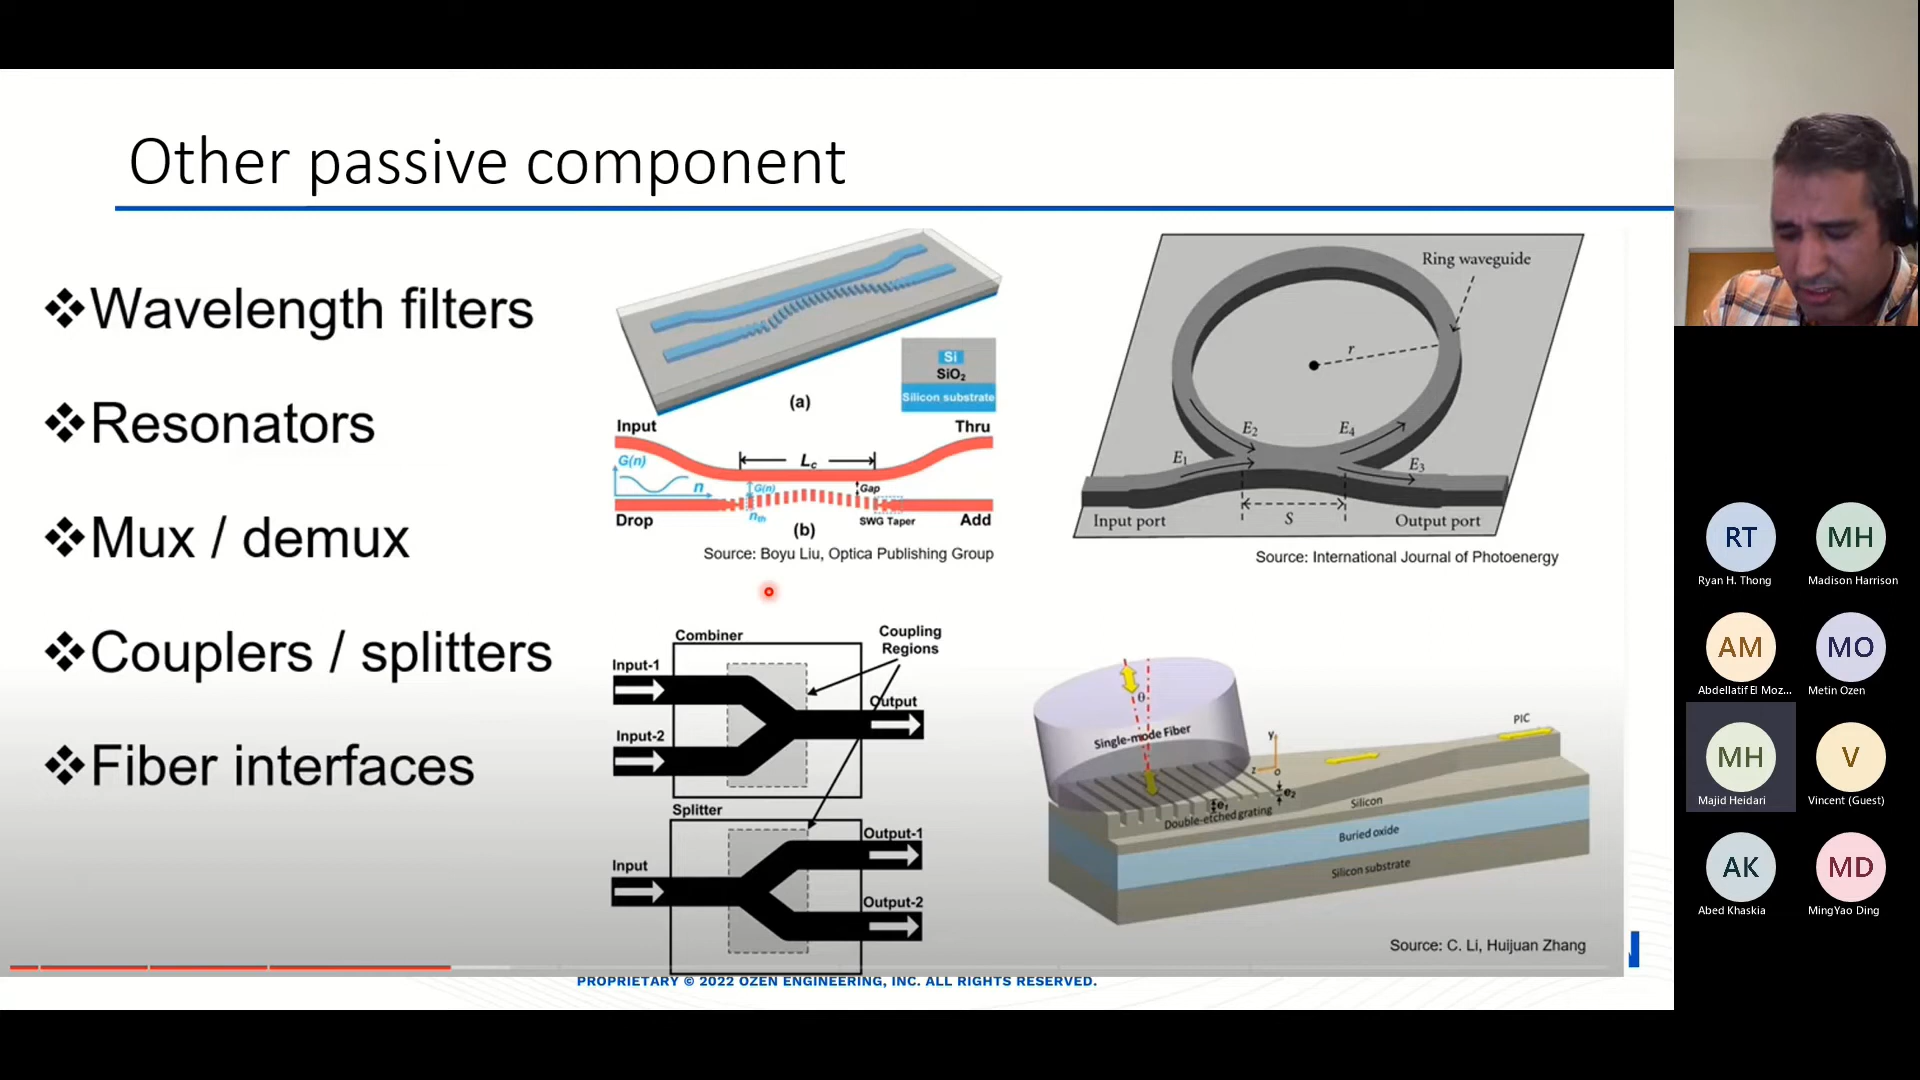 Other passive component
❖Wavelength filters
❖Resonators
❖Mux / demux
❖Couplers / splitters
❖Fiber interfaces
Si
SiO₂
Silicon substrate
(a)
Input
Thru
G(n)
Lc
n
G(n)
Gap
nth
Drop
(b)
SWG Taper
Add
Source: Boyu Liu, Optica Publishing Group
Ring waveguide
r
E2
E4
E1
E3
S
Input port
Output port
Source: International Journal of Photoenergy
Combiner
Coupling
Regions
Input-1
Output
Input-2
Splitter
Output-1
Input
Output-2
θ
Single-mode Fiber
y
z
o
PIC
e1
e2
Double-etched grating
Silicon
Buried oxide
Silicon substrate
Source: C. Li, Huijuan Zhang
PROPRIETARY © 2022 OZEN ENGINEERING, INC. ALL RIGHTS RESERVED.
RT
Ryan H. Thong
MH
Madison Harrison
AM
Abdellatif El Moz...
MO
Metin Ozen
MH
Majid Heidari
V
Vincent (Guest)
AK
Abed Khaskia
MD
MingYao Ding